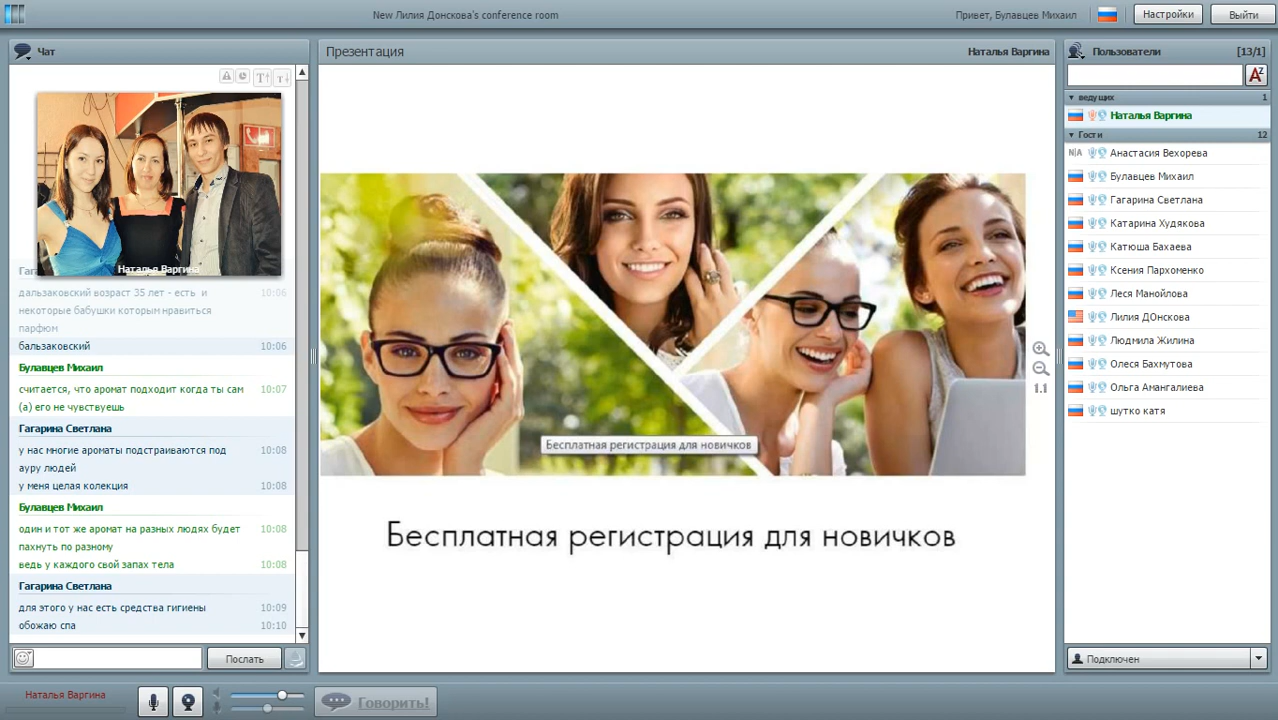 New Лилия Донскова's conference room
Привет, Булавцев Михаил
Настройки
Выйти
Чат
Наталья Варгина
дальзаковский возраст 35 лет - есть и
10:06
некоторые бабушки которым нравиться
парфюм
бальзаковский
10:06
Булавцев Михаил
считается, что аромат подходит когда ты сам
10:07
(а) его не чувствуешь
Гагарина Светлана
у нас многие ароматы подстраиваются под
10:08
ауру людей
у меня целая колекция
10:08
Булавцев Михаил
один и тот же аромат на разных людях будет
10:08
пахнуть по разному
ведь у каждого свой запах тела
10:08
Гагарина Светлана
для этого у нас есть средства гигиены
10:09
обожаю спа
10:10
Послать
Презентация
Наталья Варгина
Бесплатная регистрация для новичков
1.1
Бесплатная регистрация для новичков
Пользователи
[13/1]
ведущих
1
Наталья Варгина
Гости
12
N|A Анастасия Вехорева
Булавцев Михаил
Гагарина Светлана
Катарина Худякова
Катюша Бахаева
Ксения Пархоменко
Леся Манойлова
Лилия ДОнскова
Людмила Жилина
Олеся Бахмутова
Ольга Амангалиева
шутко катя
Подключен
Наталья Варгина
Говорить!